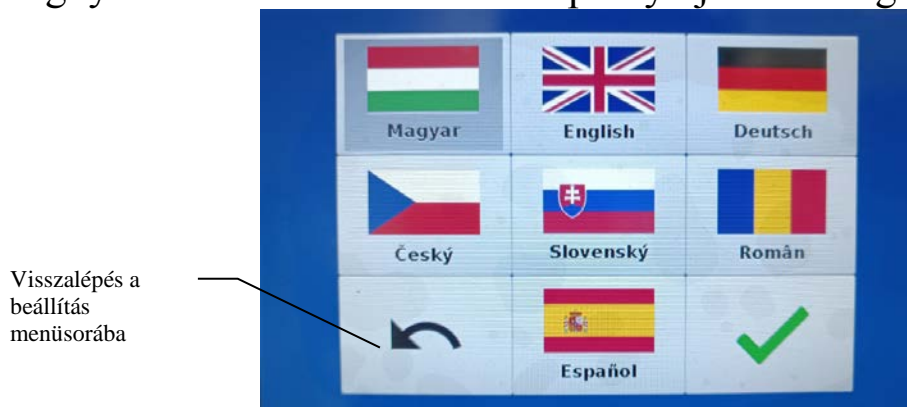 Magyar
English
Deutsch
Český
Slovenský
Român
Visszalépés a
beállítás
menüsorába
Español